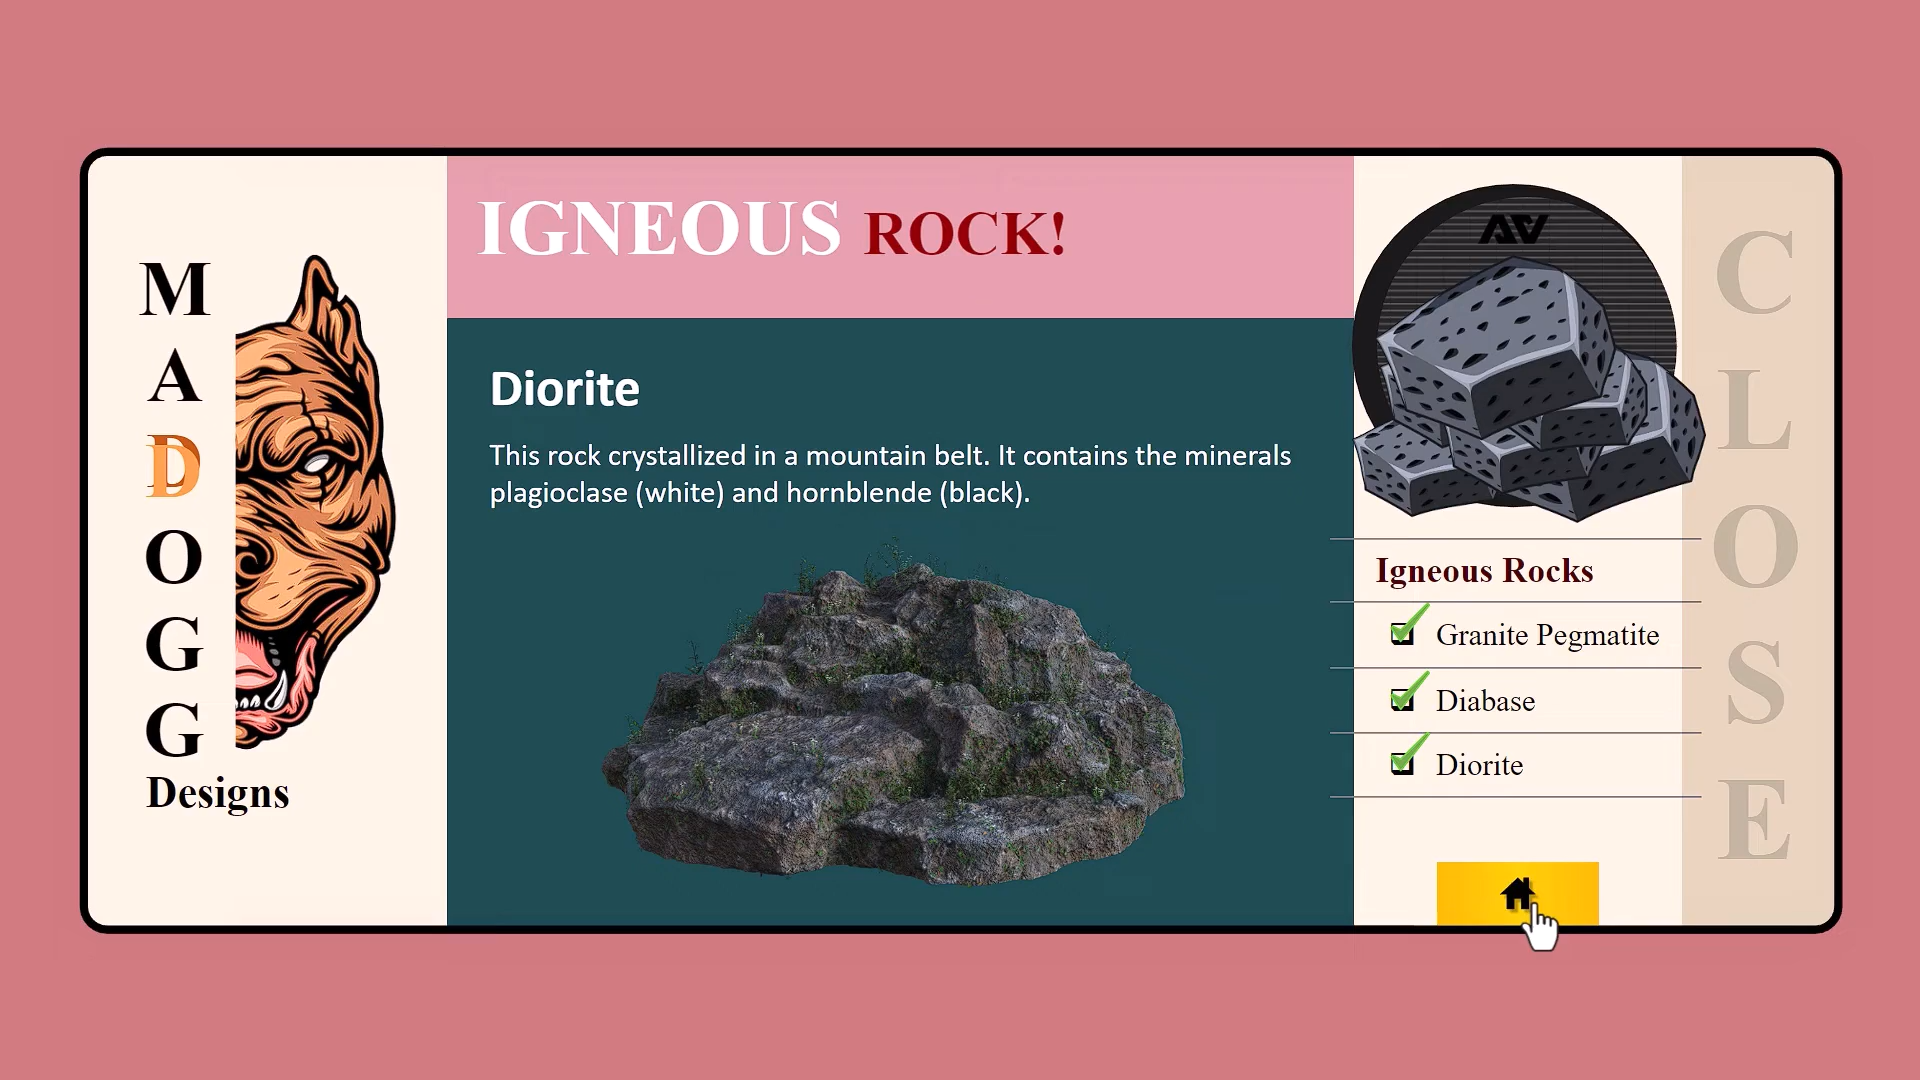 M
A
D
O
G
G
Designs
IGNEOUS ROCK!
Diorite
This rock crystallized in a mountain belt. It contains the minerals
plagioclase (white) and hornblende (black).
AV
Igneous Rocks
Granite Pegmatite
Diabase
Diorite
C
L
O
S
E